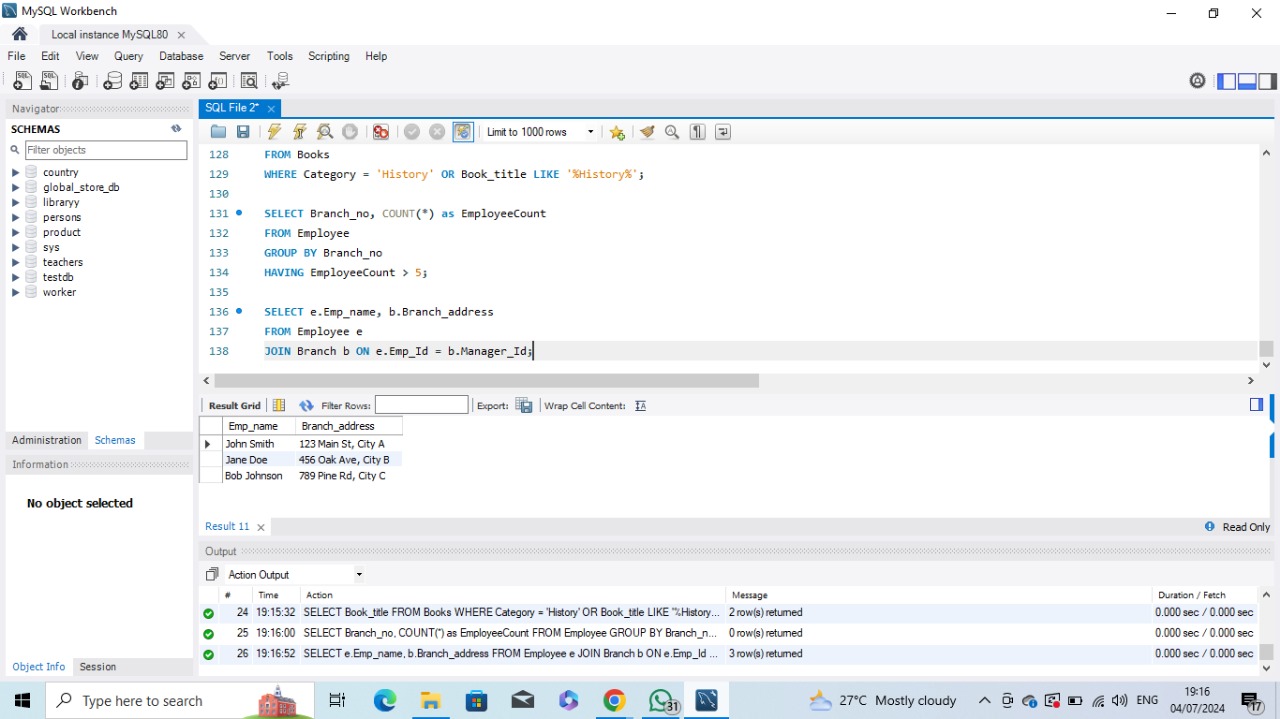 MySQL Workbench
Local instance MySQL80
File Edit View Query Database Server Tools Scripting Help
Navigator
SCHEMAS
Filter objects
country
global_store_db
libraryy
persons
product
sys
teachers
testdb
worker
Administration Schemas
Information
No object selected
Object Info Session
SQL File 2*
Limit to 1000 rows
128 FROM Books
129 WHERE Category = 'History' OR Book_title LIKE '%History%';
130
131 SELECT Branch_no, COUNT(*) as EmployeeCount
132 FROM Employee
133 GROUP BY Branch_no
134 HAVING EmployeeCount > 5;
135
136 SELECT e.Emp_name, b.Branch_address
137 FROM Employee e
138 JOIN Branch b ON e.Emp_Id = b.Manager_Id;
Result Grid Filter Rows: Export: Wrap Cell Content:
Emp_name Branch_address
John Smith 123 Main St, City A
Jane Doe 456 Oak Ave, City B
Bob Johnson 789 Pine Rd, City C
Result 11 Read Only
Output
Action Output
# Time Action Message Duration / Fetch
24 19:15:32 SELECT Book_title FROM Books WHERE Category = 'History' OR Book_title LIKE '%History... 2 row(s) returned 0.000 sec / 0.000 sec
25 19:16:00 SELECT Branch_no, COUNT(*) as EmployeeCount FROM Employee GROUP BY Branch_n... 0 row(s) returned 0.000 sec / 0.000 sec
26 19:16:52 SELECT e.Emp_name, b.Branch_address FROM Employee e JOIN Branch b ON e.Emp_Id ... 3 row(s) returned 0.000 sec / 0.000 sec
Type here to search
31
27°C Mostly cloudy
ENG
9:16
04/07/2024
17